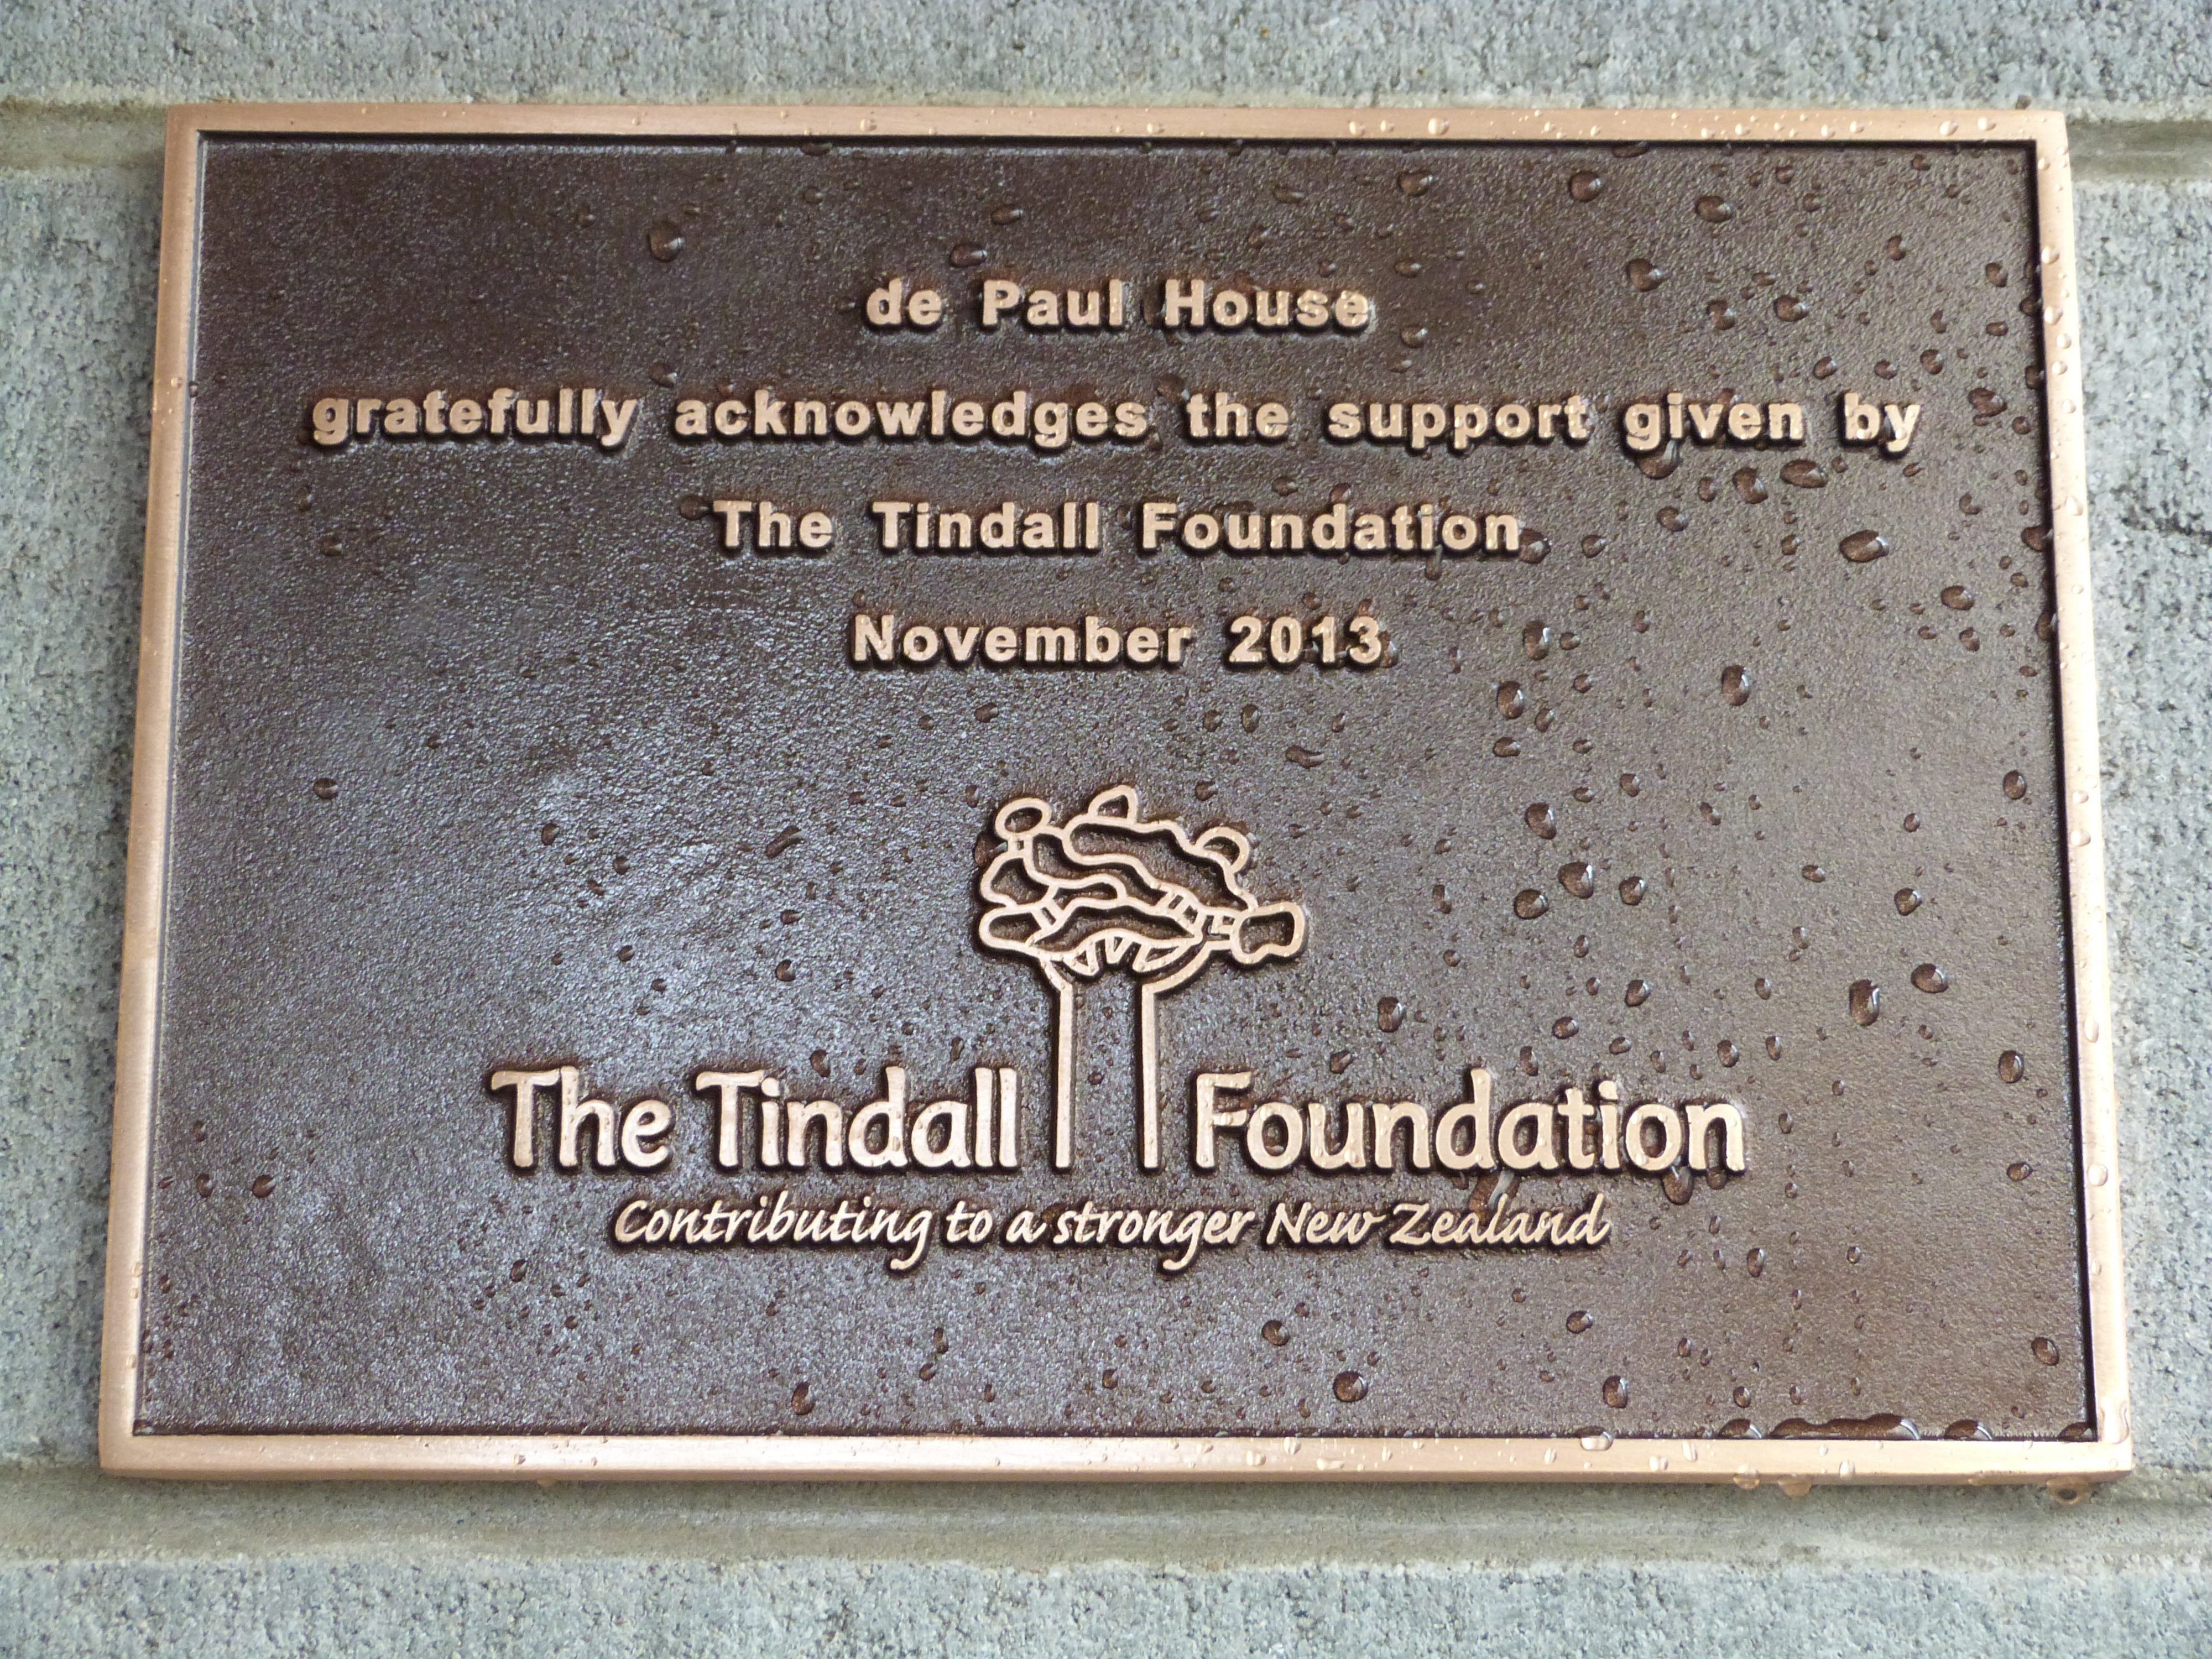 de Paul House
gratefully acknowledges the support given by
The Tindall Foundation
November 2013
The Tindall Foundation
Contributing to a stronger New Zealand